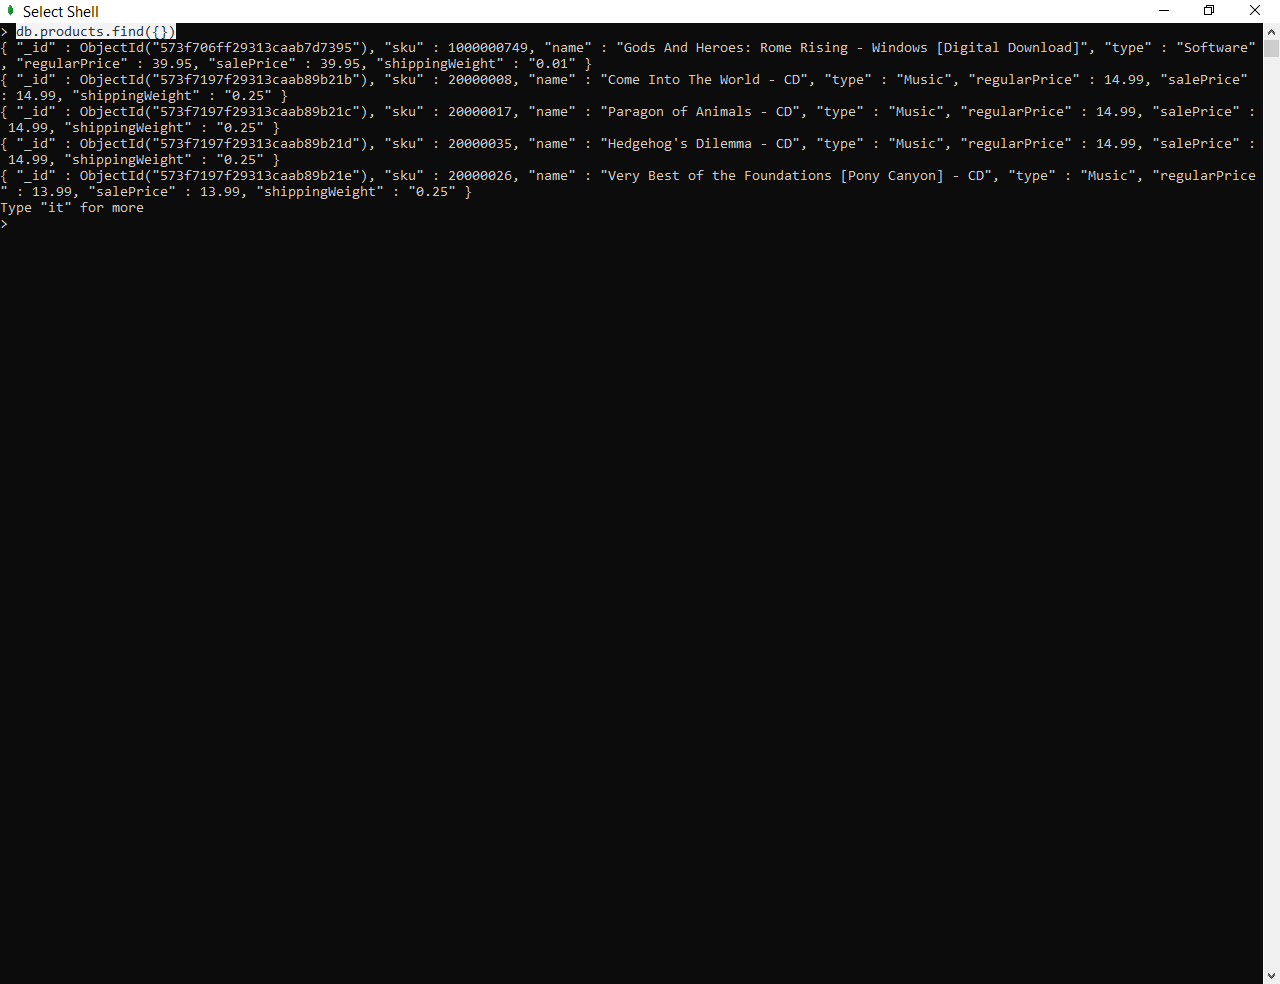 Select Shell
> db.products.find({})
{ "_id" : ObjectId("573f706ff29313caab7d7395"), "sku" : 1000000749, "name" : "Gods And Heroes: Rome Rising - Windows [Digital Download]", "type" : "Software"
, "regularPrice" : 39.95, "salePrice" : 39.95, "shippingWeight" : "0.01" }
{ "_id" : ObjectId("573f7197f29313caab89b21b"), "sku" : 20000008, "name" : "Come Into The World - CD", "type" : "Music", "regularPrice" : 14.99, "salePrice"
: 14.99, "shippingWeight" : "0.25" }
{ "_id" : ObjectId("573f7197f29313caab89b21c"), "sku" : 20000017, "name" : "Paragon of Animals - CD", "type" : "Music", "regularPrice" : 14.99, "salePrice" :
14.99, "shippingWeight" : "0.25" }
{ "_id" : ObjectId("573f7197f29313caab89b21d"), "sku" : 20000035, "name" : "Hedgehog's Dilemma - CD", "type" : "Music", "regularPrice" : 14.99, "salePrice" :
14.99, "shippingWeight" : "0.25" }
{ "_id" : ObjectId("573f7197f29313caab89b21e"), "sku" : 20000026, "name" : "Very Best of the Foundations [Pony Canyon] - CD", "type" : "Music", "regularPrice
" : 13.99, "salePrice" : 13.99, "shippingWeight" : "0.25" }
Type "it" for more
>